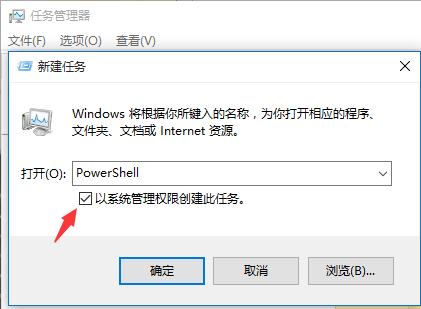 任务管理器
文件(F) 选项(O) 查看(V)
新建任务
Windows 将根据你所键入的名称，为你打开相应的程序、
文件夹、文档或 Internet 资源。
打开(O): PowerShell
以系统管理权限创建此任务。
确定 取消 浏览(B)...